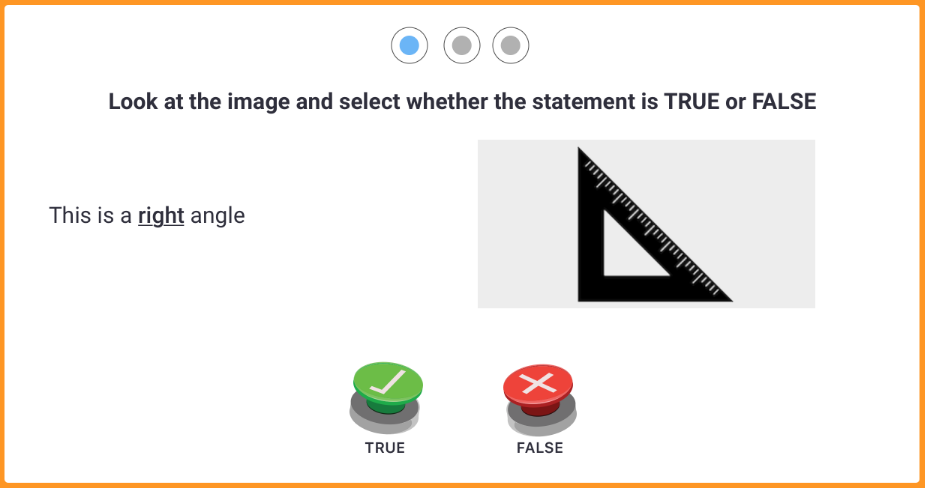 Look at the image and select whether the statement is TRUE or FALSE
This is a right angle
TRUE
FALSE